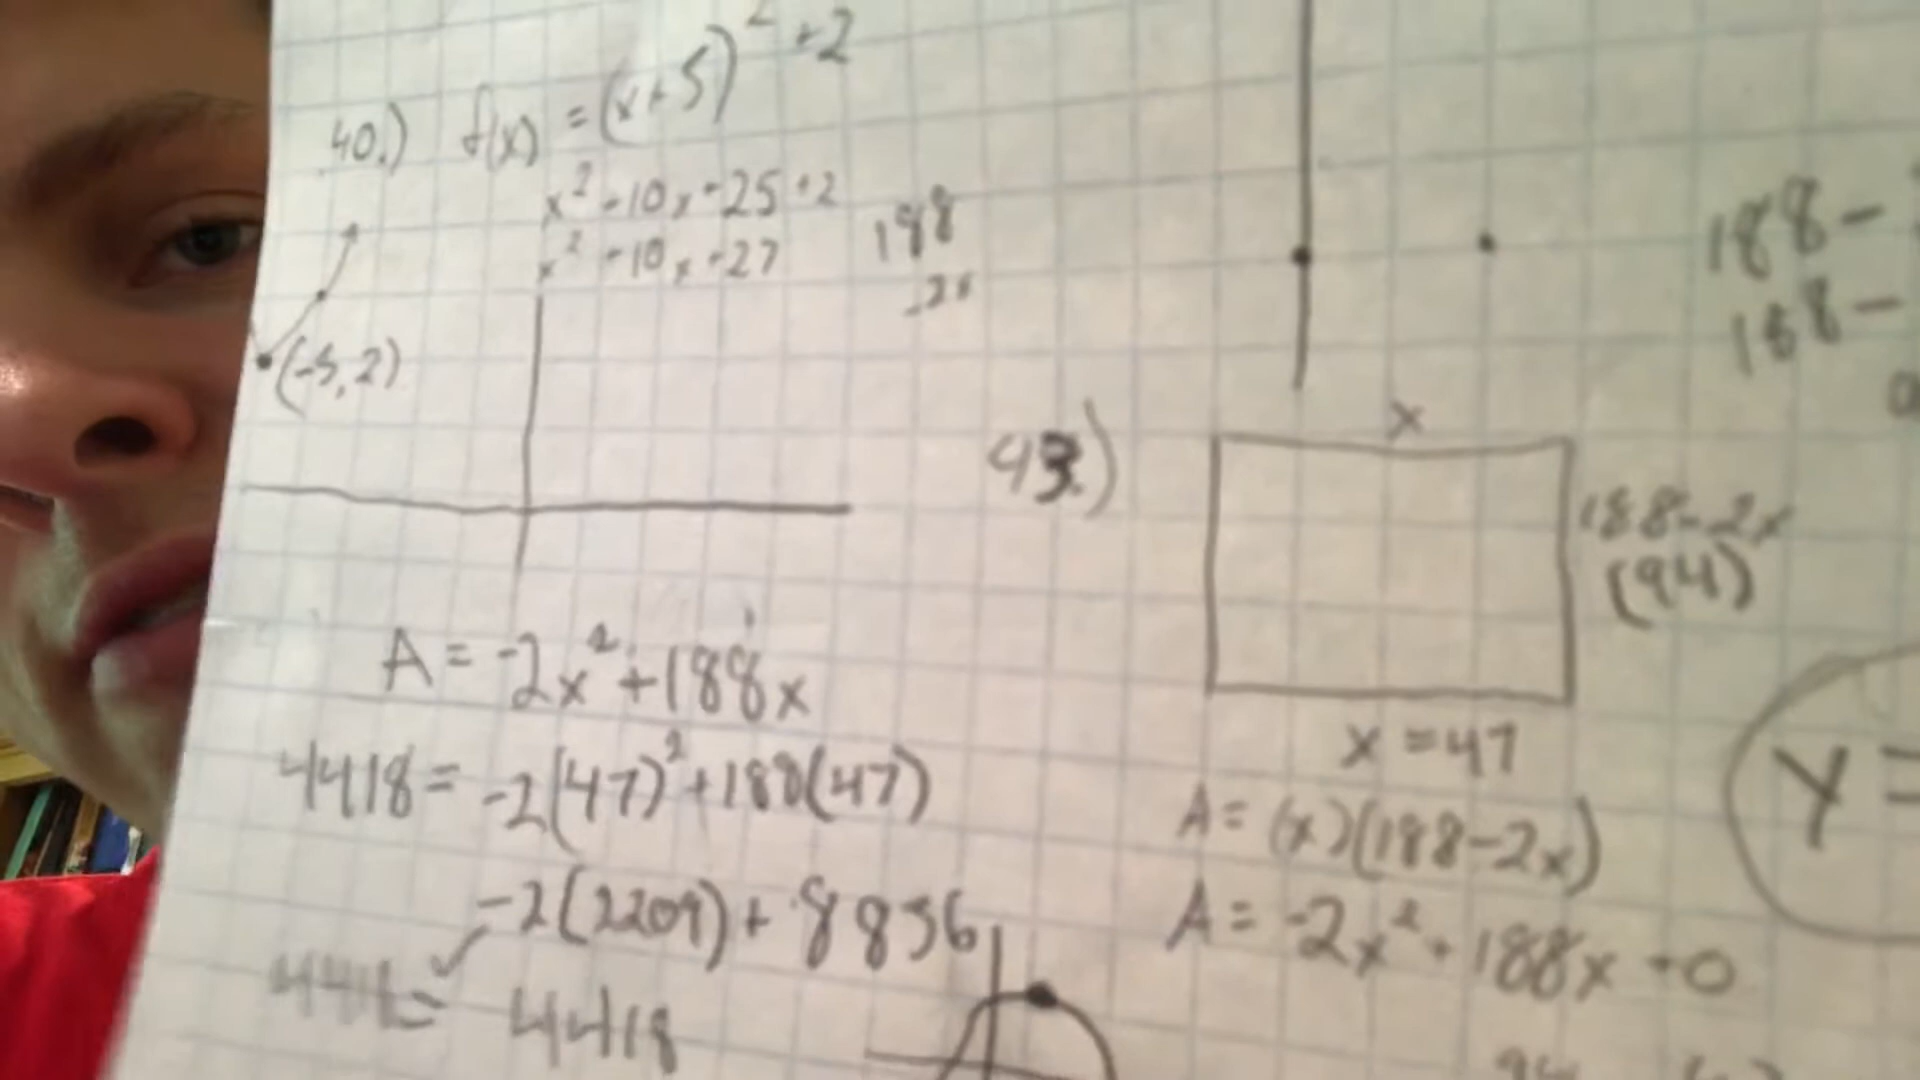 40.) f(x) = (x+5)² +2
x² +10x +25 +2
x² +10x +27
188
-2x
(-5, 2)
A = -2x² +188x
4418 = -2(47)² +188(47)
-2(2209) + 8836
4418
188-
188-
43.)
x
188-2x
(94)
x = 47
A = (x)(188-2x)
A = -2x² + 188x +0
y =